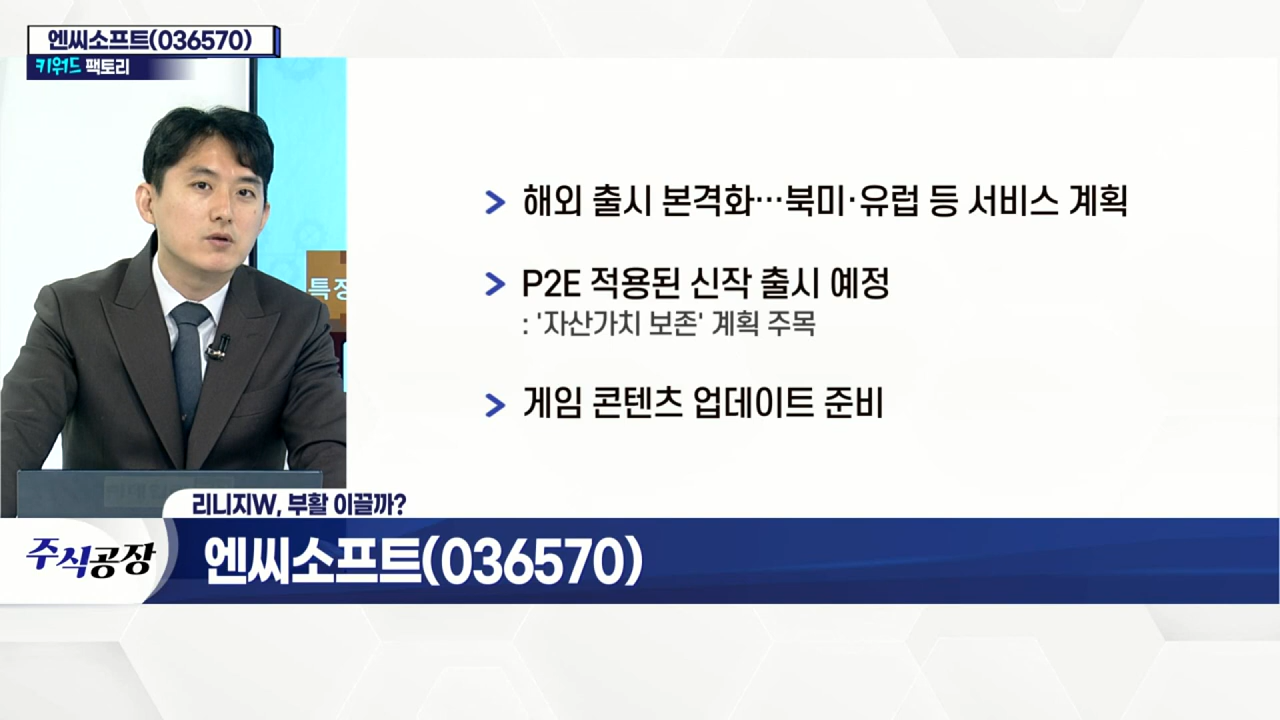 엔씨소프트(036570)
키워드 팩토리
해외 출시 본격화…북미·유럽 등 서비스 계획
P2E 적용된 신작 출시 예정
: '자산가치 보존' 계획 주목
게임 콘텐츠 업데이트 준비
특징
리니지W, 부활 이끌까?
주식공장
엔씨소프트(036570)